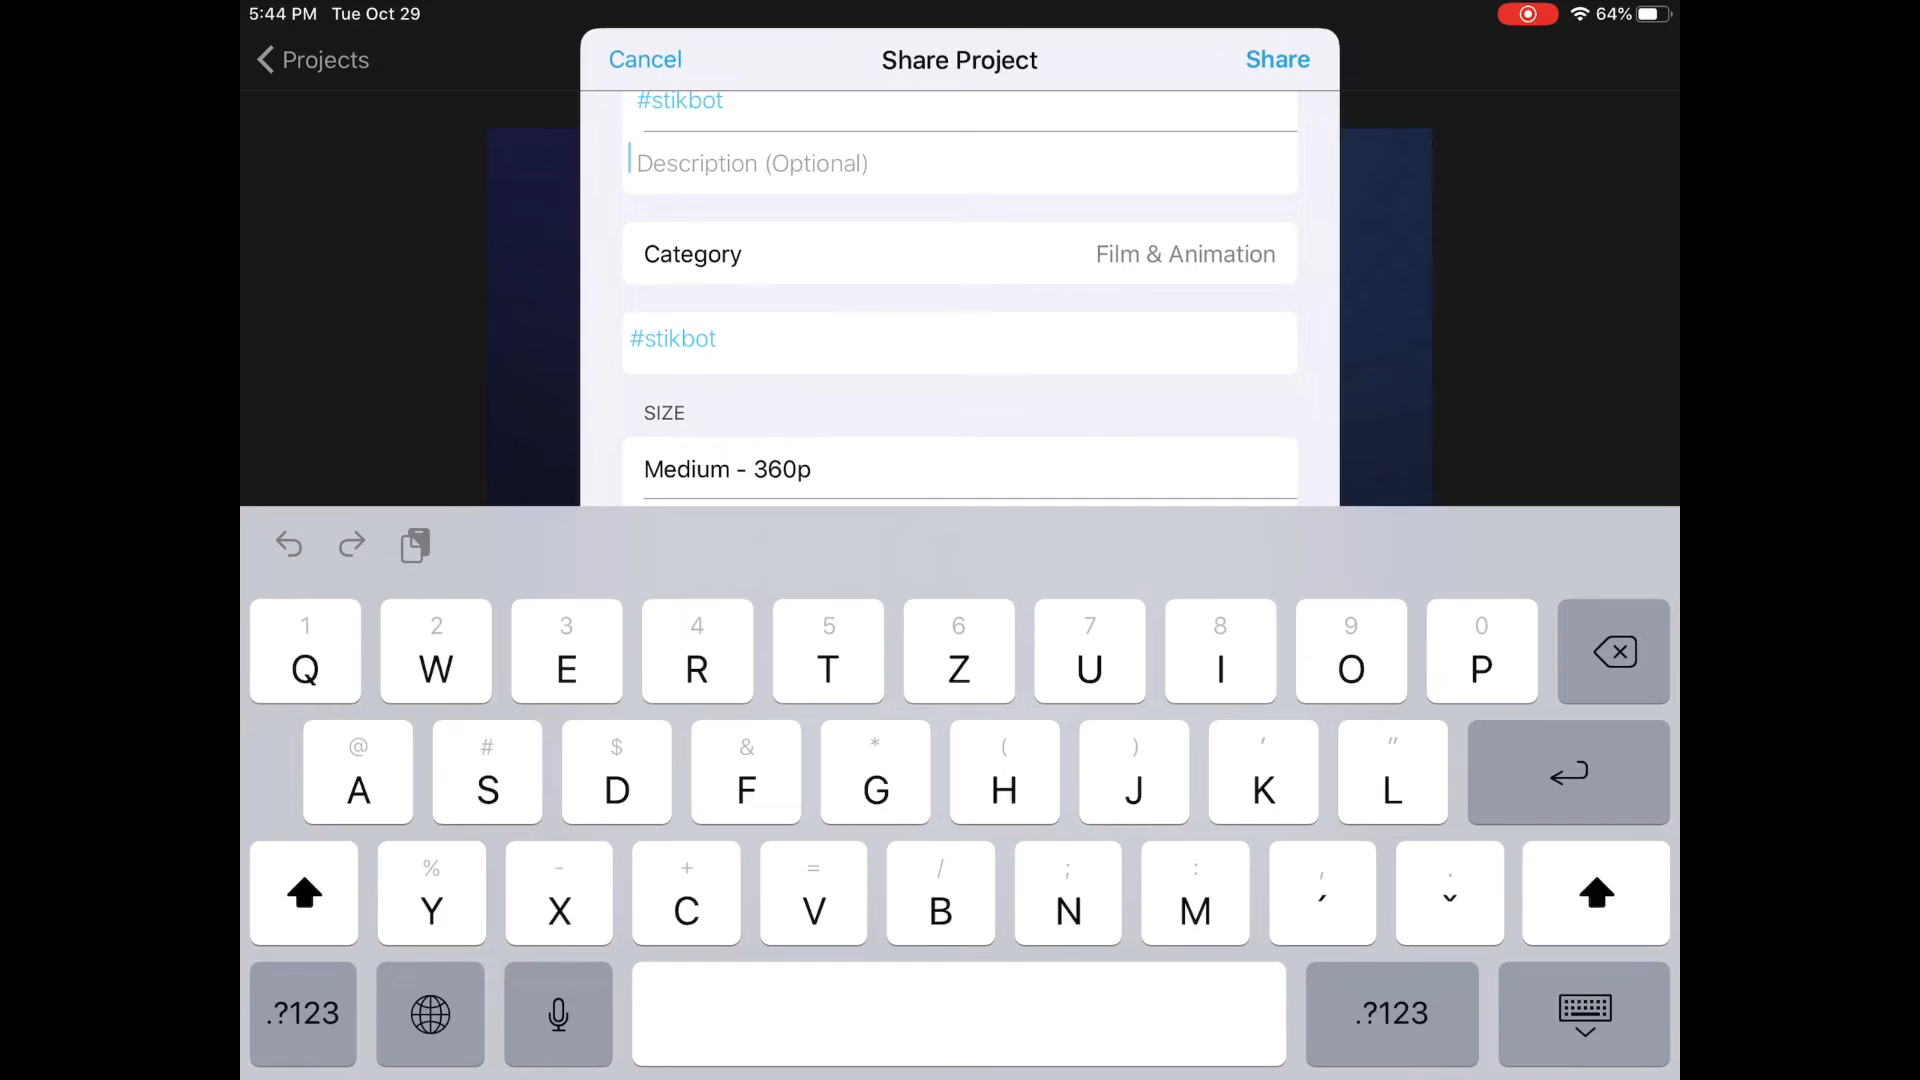 5:44 PM Tue Oct 29
64%
Projects
Cancel
Share Project
Share
#stikbot
Description (Optional)
Category
Film & Animation
#stikbot
SIZE
Medium - 360p
1 2 3 4 5 6 7 8 9 0
Q W E R T Z U I O P
@ # $ & * ( ) ' "
A S D F G H J K L
% - + = / ; : , .
Y X C V B N M ´ ˇ
.?123
.?123